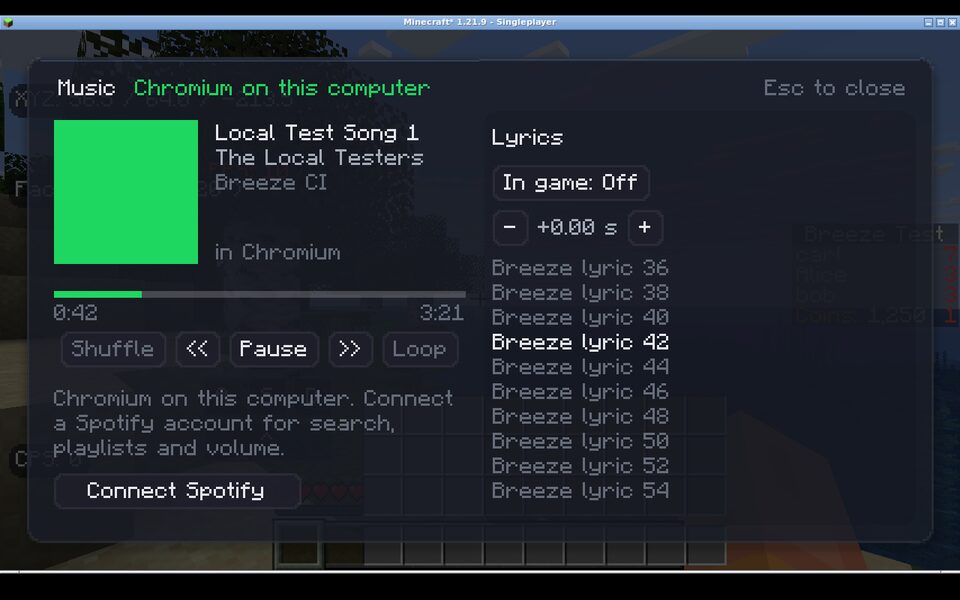 Minecraft* 1.21.9 - Singleplayer
Music Chromium on this computer
Esc to close
Local Test Song 1
The Local Testers
Breeze CI
in Chromium
0:42 3:21
Shuffle << Pause >> Loop
Chromium on this computer. Connect
a Spotify account for search,
playlists and volume.
Connect Spotify
Lyrics
In game: Off
- +0.00 s +
Breeze lyric 36
Breeze lyric 38
Breeze lyric 40
Breeze lyric 42
Breeze lyric 44
Breeze lyric 46
Breeze lyric 48
Breeze lyric 50
Breeze lyric 52
Breeze lyric 54
Breeze Test
carl
Alice
bob
Coins: 1,250